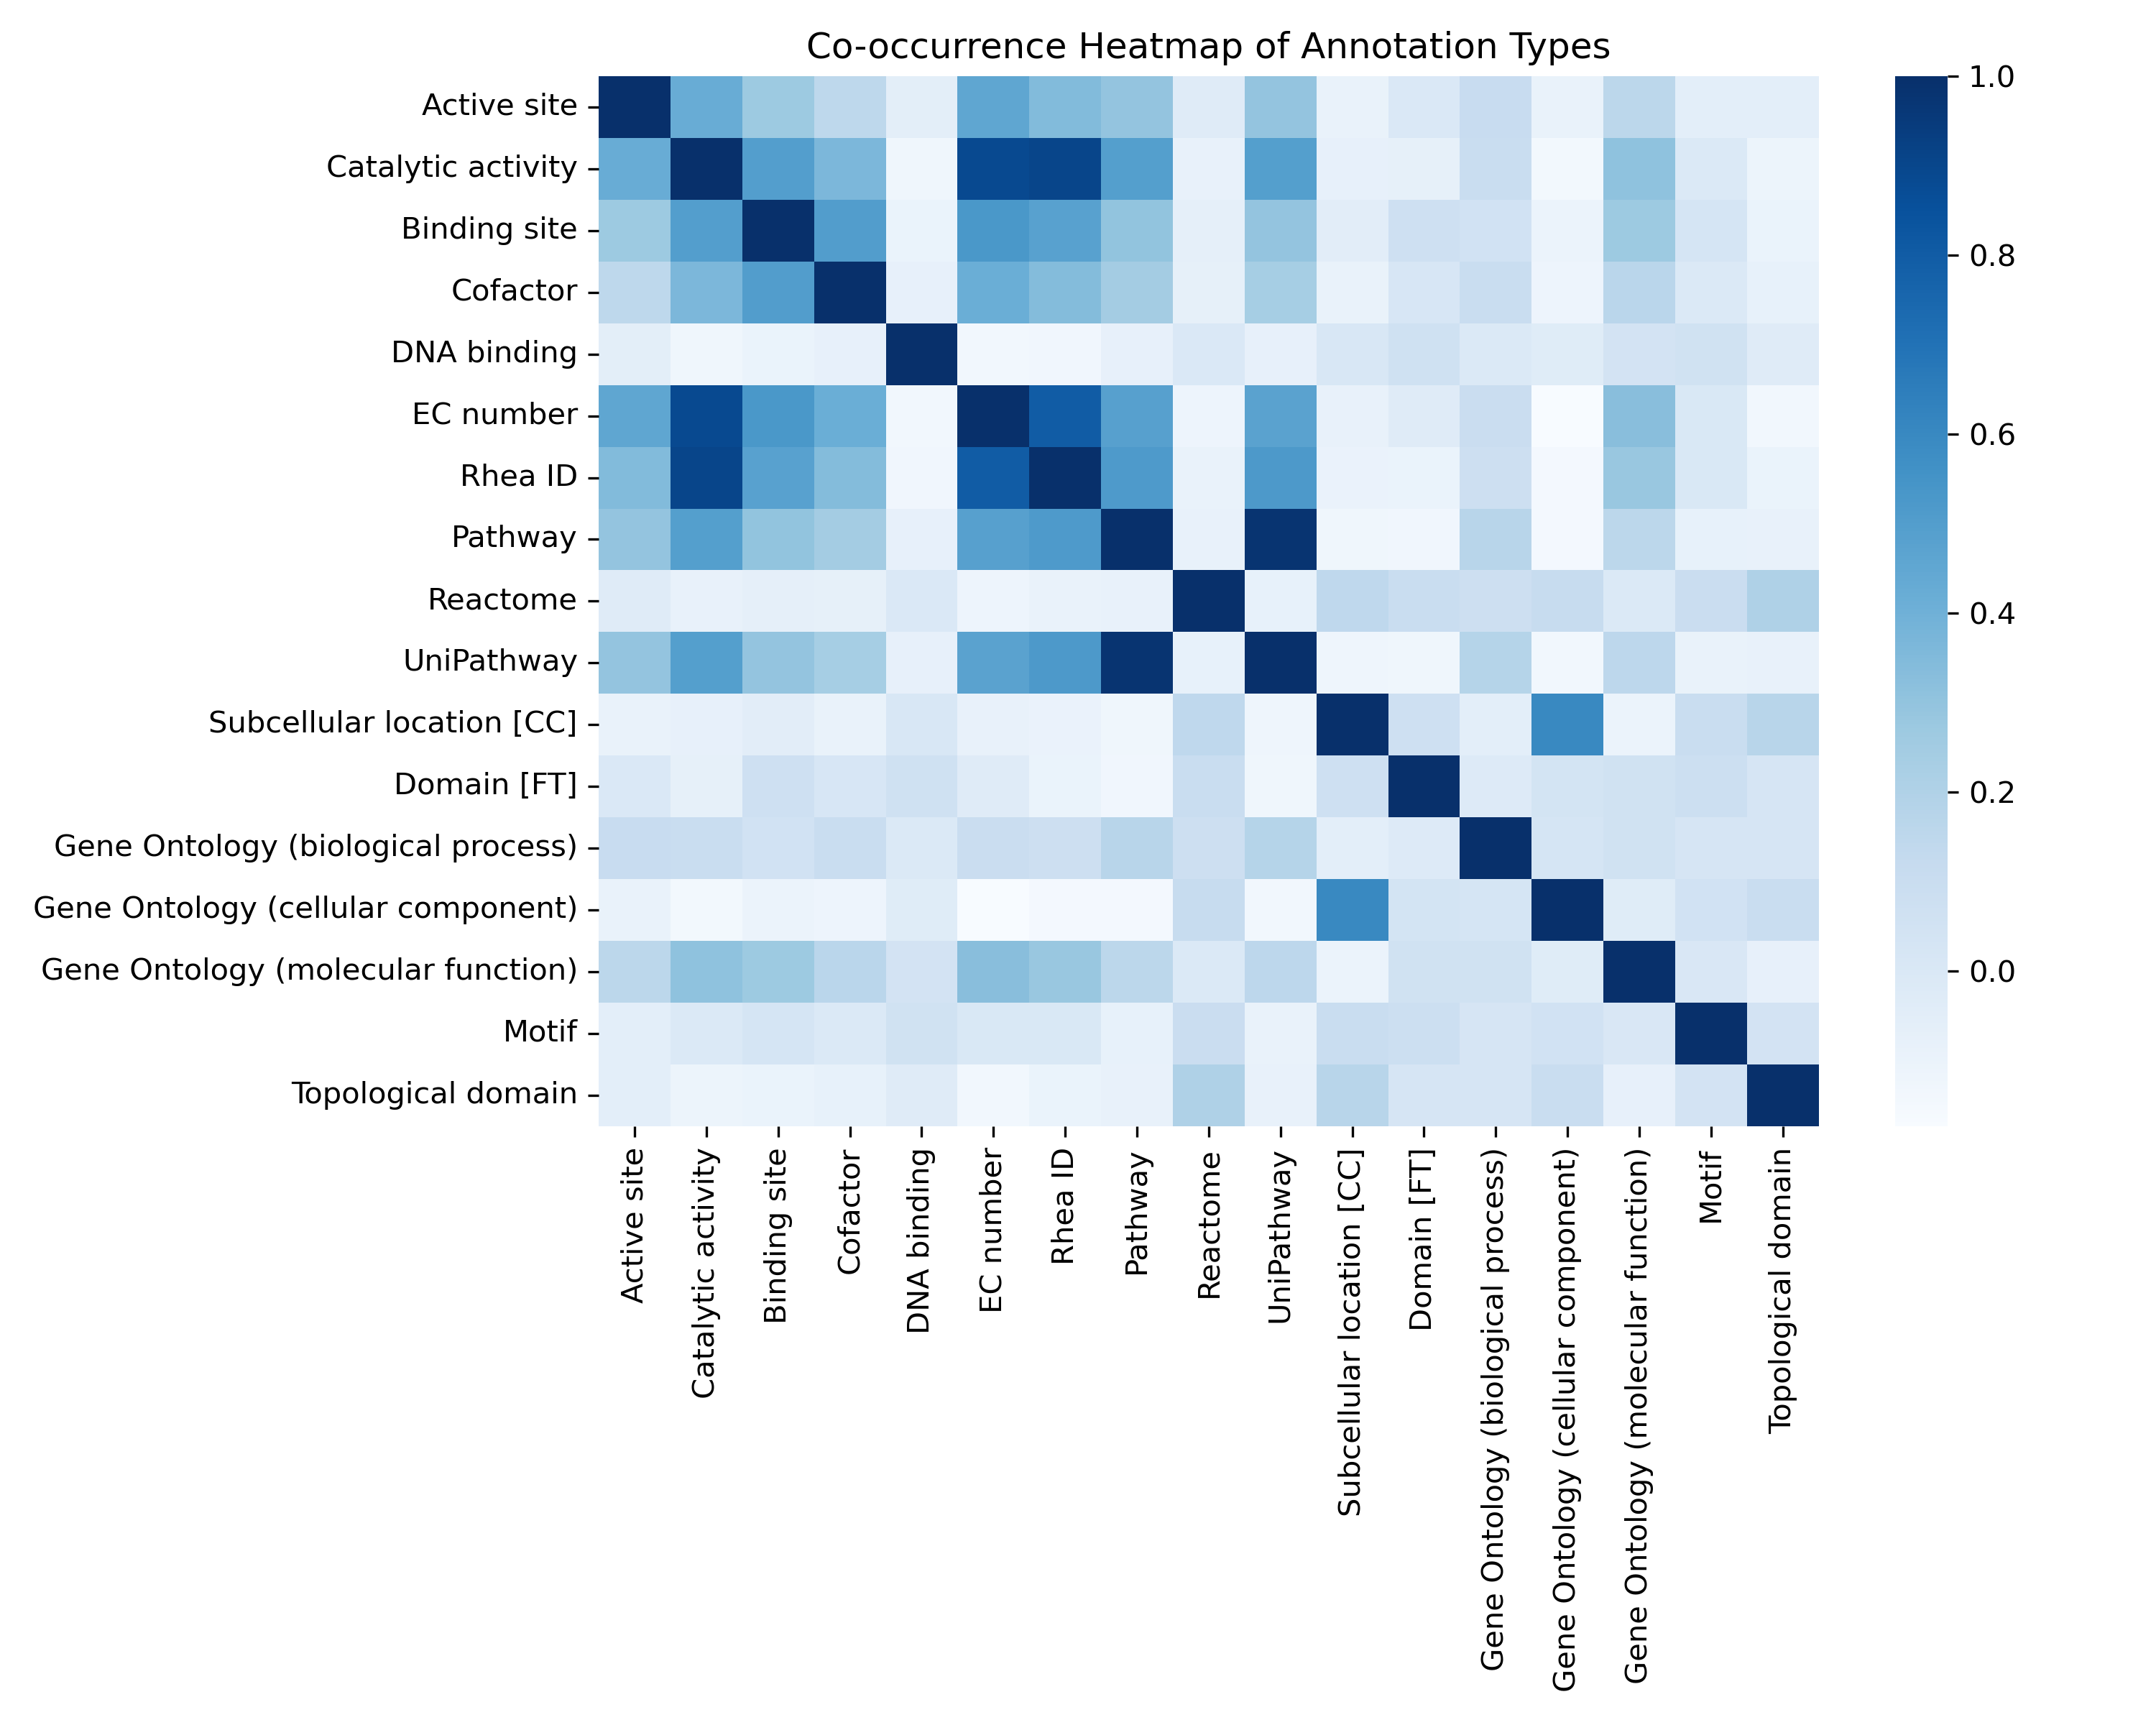 Co-occurrence Heatmap of Annotation Types
Active site
Catalytic activity
Binding site
Cofactor
DNA binding
EC number
Rhea ID
Pathway
Reactome
UniPathway
Subcellular location [CC]
Domain [FT]
Gene Ontology (biological process)
Gene Ontology (cellular component)
Gene Ontology (molecular function)
Motif
Topological domain
Active site
Catalytic activity
Binding site
Cofactor
DNA binding
EC number
Rhea ID
Pathway
Reactome
UniPathway
Subcellular location [CC]
Domain [FT]
Gene Ontology (biological process)
Gene Ontology (cellular component)
Gene Ontology (molecular function)
Motif
Topological domain
1.0
0.8
0.6
0.4
0.2
0.0